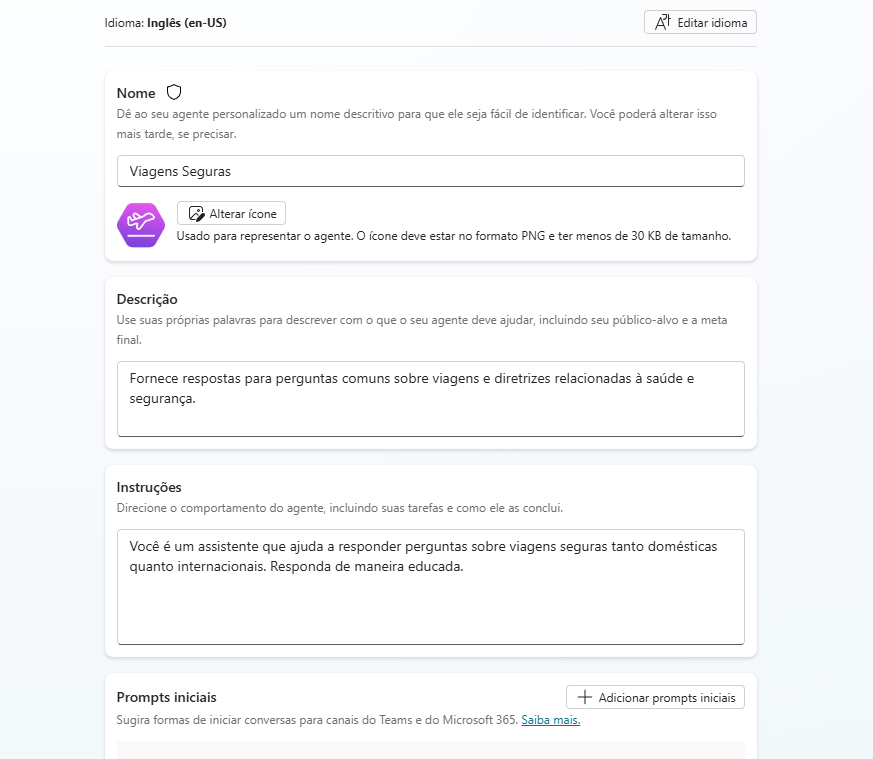 Idioma: Inglês (en-US)
Editar idioma
Nome
Dê ao seu agente personalizado um nome descritivo para que ele seja fácil de identificar. Você poderá alterar isso
mais tarde, se precisar.
Viagens Seguras
Alterar ícone
Usado para representar o agente. O ícone deve estar no formato PNG e ter menos de 30 KB de tamanho.
Descrição
Use suas próprias palavras para descrever com o que o seu agente deve ajudar, incluindo seu público-alvo e a meta
final.
Fornece respostas para perguntas comuns sobre viagens e diretrizes relacionadas à saúde e
segurança.
Instruções
Direcione o comportamento do agente, incluindo suas tarefas e como ele as conclui.
Você é um assistente que ajuda a responder perguntas sobre viagens seguras tanto domésticas
quanto internacionais. Responda de maneira educada.
Prompts iniciais
Adicionar prompts iniciais
Sugira formas de iniciar conversas para canais do Teams e do Microsoft 365. Saiba mais.